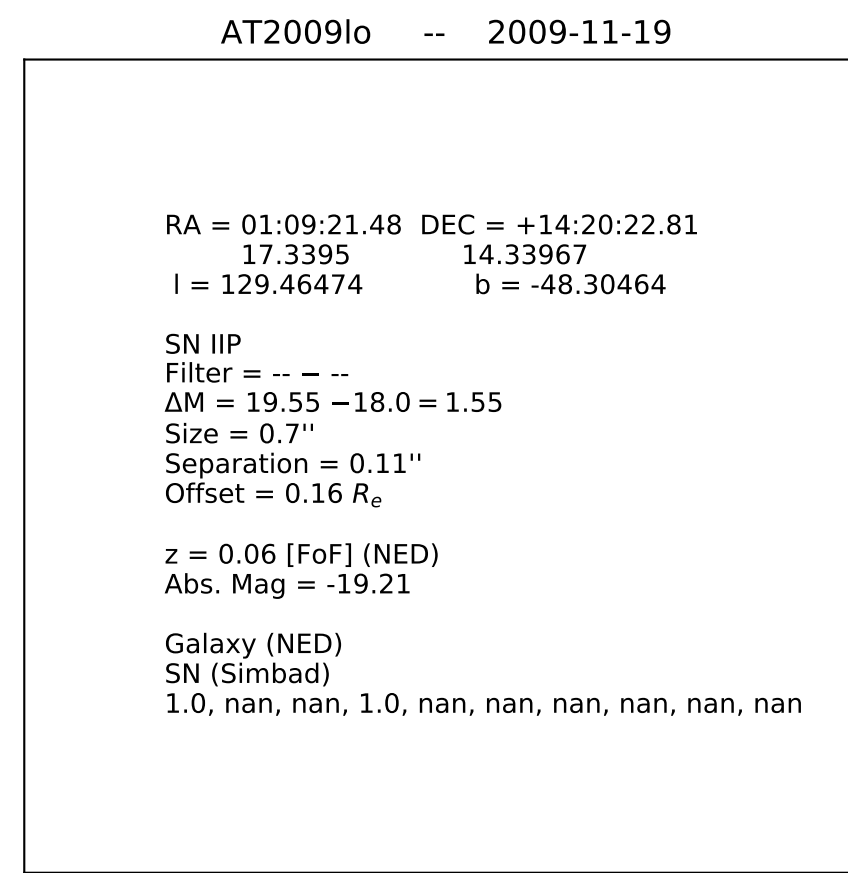 AT2009lo -- 2009-11-19
RA = 01:09:21.48 DEC = +14:20:22.81
17.3395 14.33967
l = 129.46474 b = -48.30464
SN IIP
Filter = -- − --
ΔM = 19.55 −18.0 = 1.55
Size = 0.7''
Separation = 0.11''
Offset = 0.16 Re
z = 0.06 [FoF] (NED)
Abs. Mag = -19.21
Galaxy (NED)
SN (Simbad)
1.0, nan, nan, 1.0, nan, nan, nan, nan, nan, nan